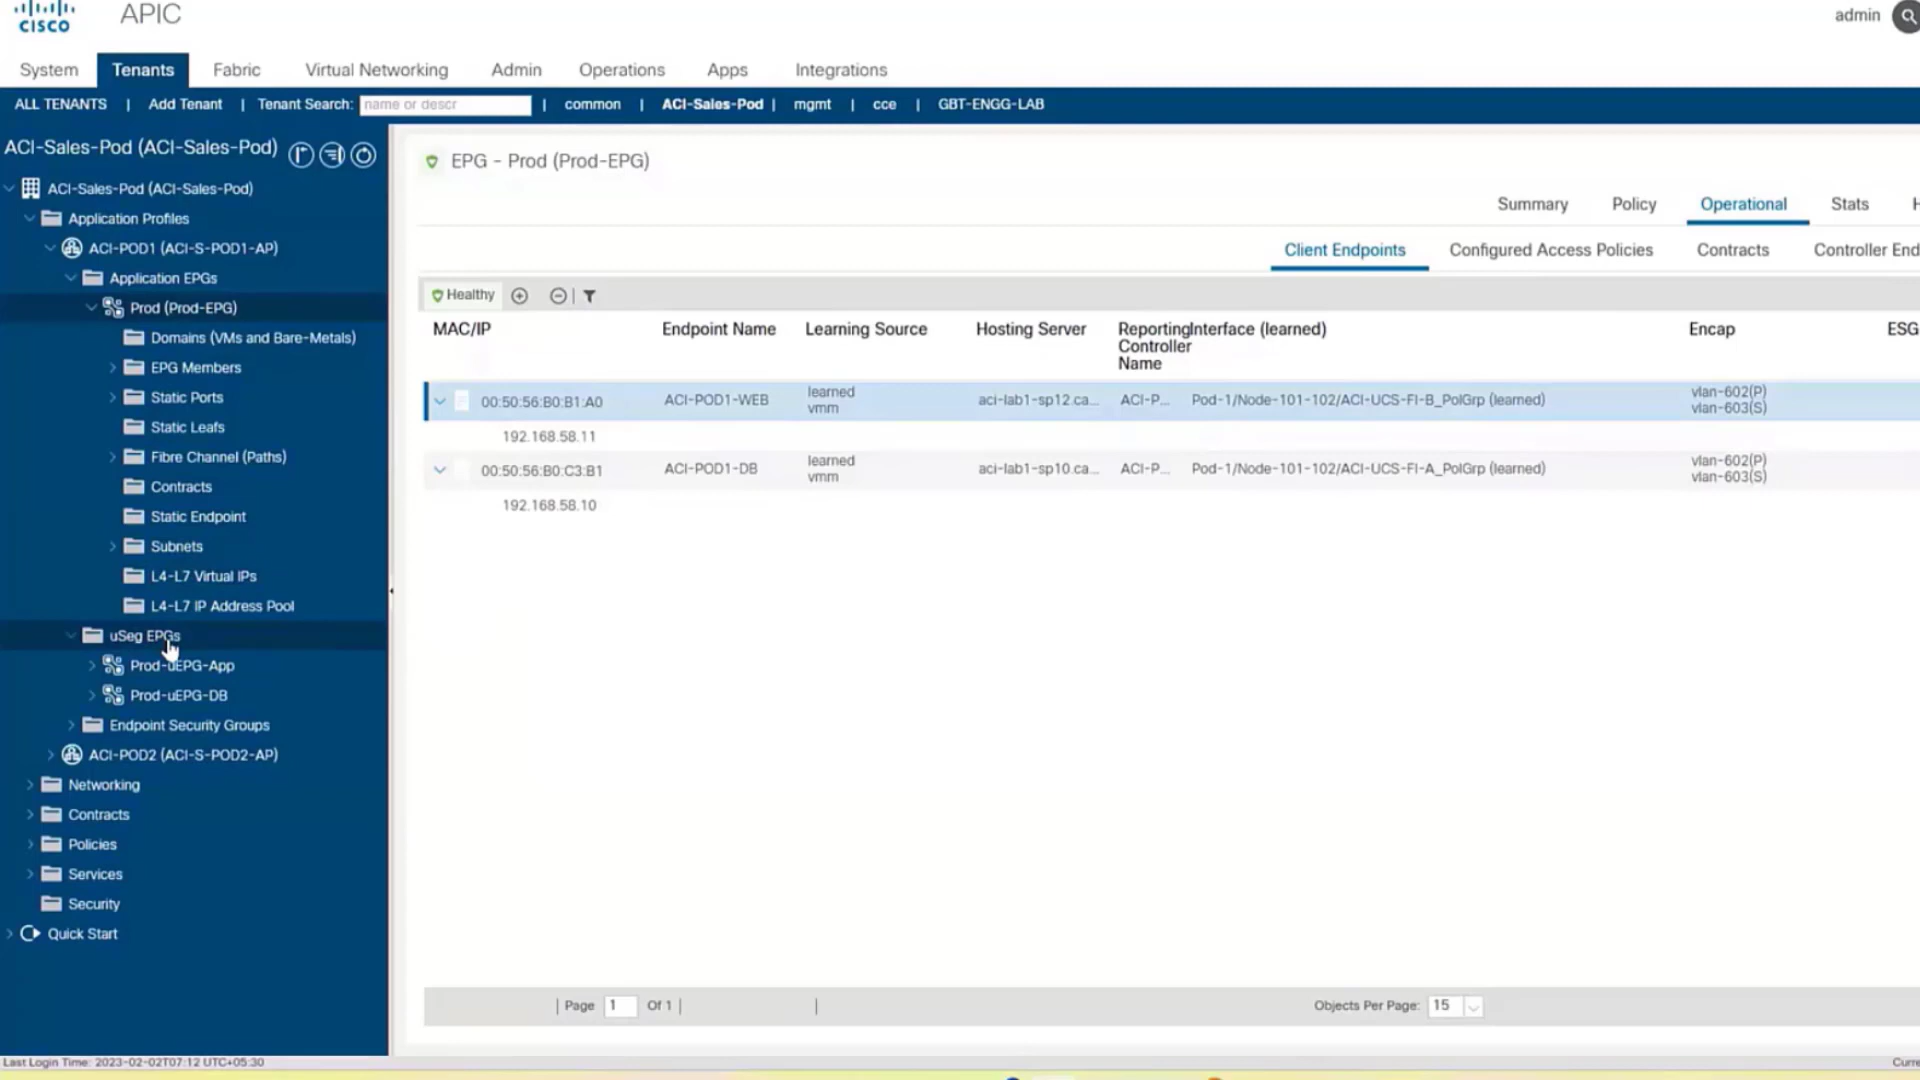 CISCO
APIC
admin
System Tenants Fabric Virtual Networking Admin Operations Apps Integrations
ALL TENANTS | Add Tenant | Tenant Search: name or descr | common | ACI-Sales-Pod | mgmt | cce | GBT-ENGG-LAB
ACI-Sales-Pod (ACI-Sales-Pod)
ACI-Sales-Pod (ACI-Sales-Pod)
Application Profiles
ACI-POD1 (ACI-S-POD1-AP)
Application EPGs
Prod (Prod-EPG)
Domains (VMs and Bare-Metals)
EPG Members
Static Ports
Static Leafs
Fibre Channel (Paths)
Contracts
Static Endpoint
Subnets
L4-L7 Virtual IPs
L4-L7 IP Address Pool
uSeg EPGs
Prod-uEPG-App
Prod-uEPG-DB
Endpoint Security Groups
ACI-POD2 (ACI-S-POD2-AP)
Networking
Contracts
Policies
Services
Security
Quick Start
EPG - Prod (Prod-EPG)
Summary Policy Operational Stats H
Client Endpoints Configured Access Policies Contracts Controller End
Healthy
MAC/IP Endpoint Name Learning Source Hosting Server Reporting Controller Name Interface (learned) Encap ESG
00:50:56:B0:B1:A0 ACI-POD1-WEB learned vmm aci-lab1-sp12.ca... ACI-P... Pod-1/Node-101-102/ACI-UCS-FI-B_PolGrp (learned) vlan-602(P) vlan-603(S)
192.168.58.11
00:50:56:B0:C3:B1 ACI-POD1-DB learned vmm aci-lab1-sp10.ca... ACI-P... Pod-1/Node-101-102/ACI-UCS-FI-A_PolGrp (learned) vlan-602(P) vlan-603(S)
192.168.58.10
| Page 1 Of 1 | | Objects Per Page: 15
Last Login Time: 2023-02-02T07:12 UTC+05:30
Curre